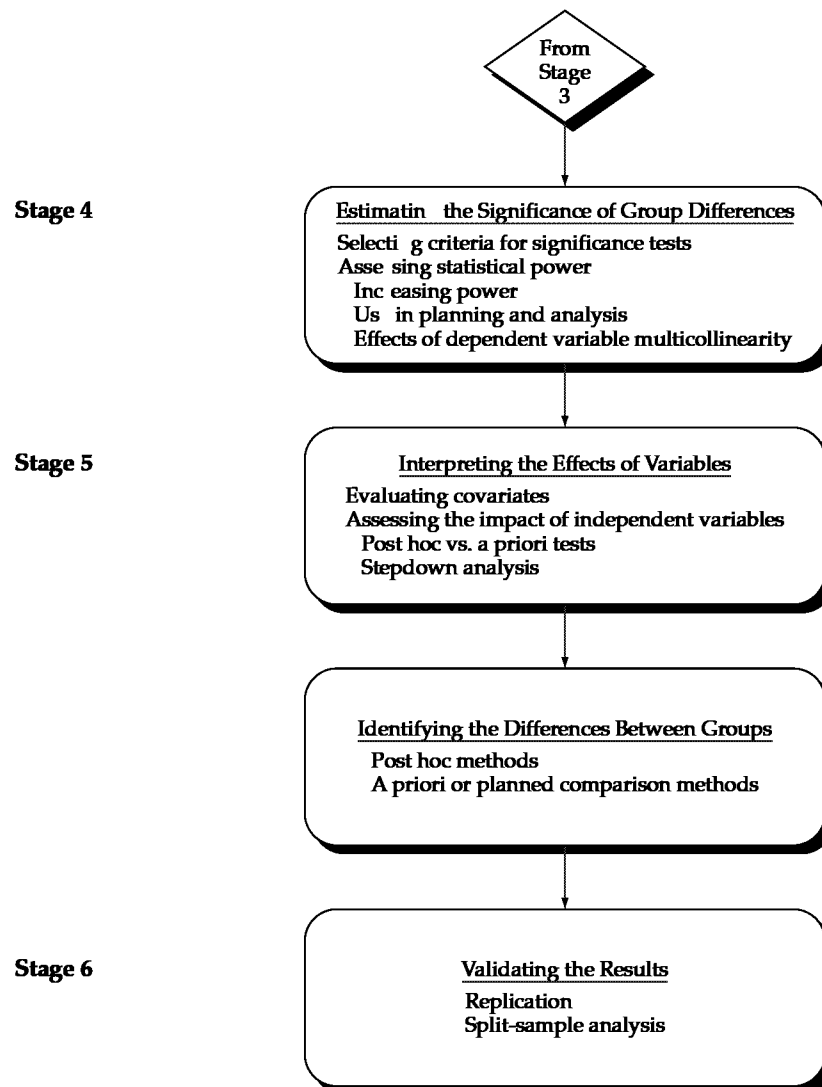 From
Stage
3
Stage 4
Estimatin the Significance of Group Differences
Selecti g criteria for significance tests
Asse sing statistical power
Inc easing power
Us in planning and analysis
Effects of dependent variable multicollinearity
Stage 5
Interpreting the Effects of Variables
Evaluating covariates
Assessing the impact of independent variables
Post hoc vs. a priori tests
Stepdown analysis
Identifying the Differences Between Groups
Post hoc methods
A priori or planned comparison methods
Stage 6
Validating the Results
Replication
Split-sample analysis